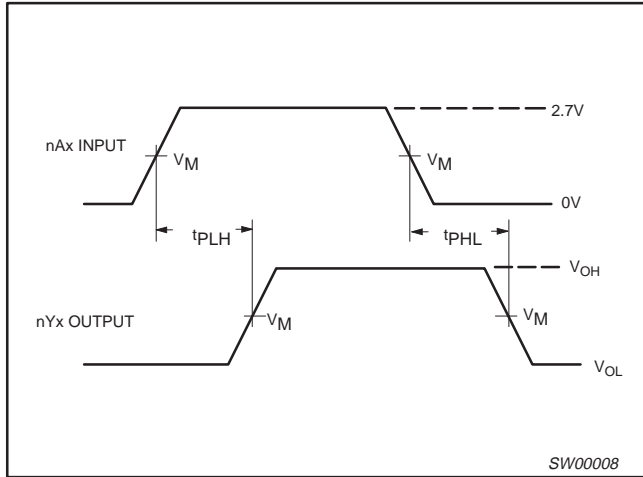 2.7V
nAx INPUT
VM
VM
0V
tPLH
tPHL
VOH
nYx OUTPUT
VM
VM
VOL
SW00008